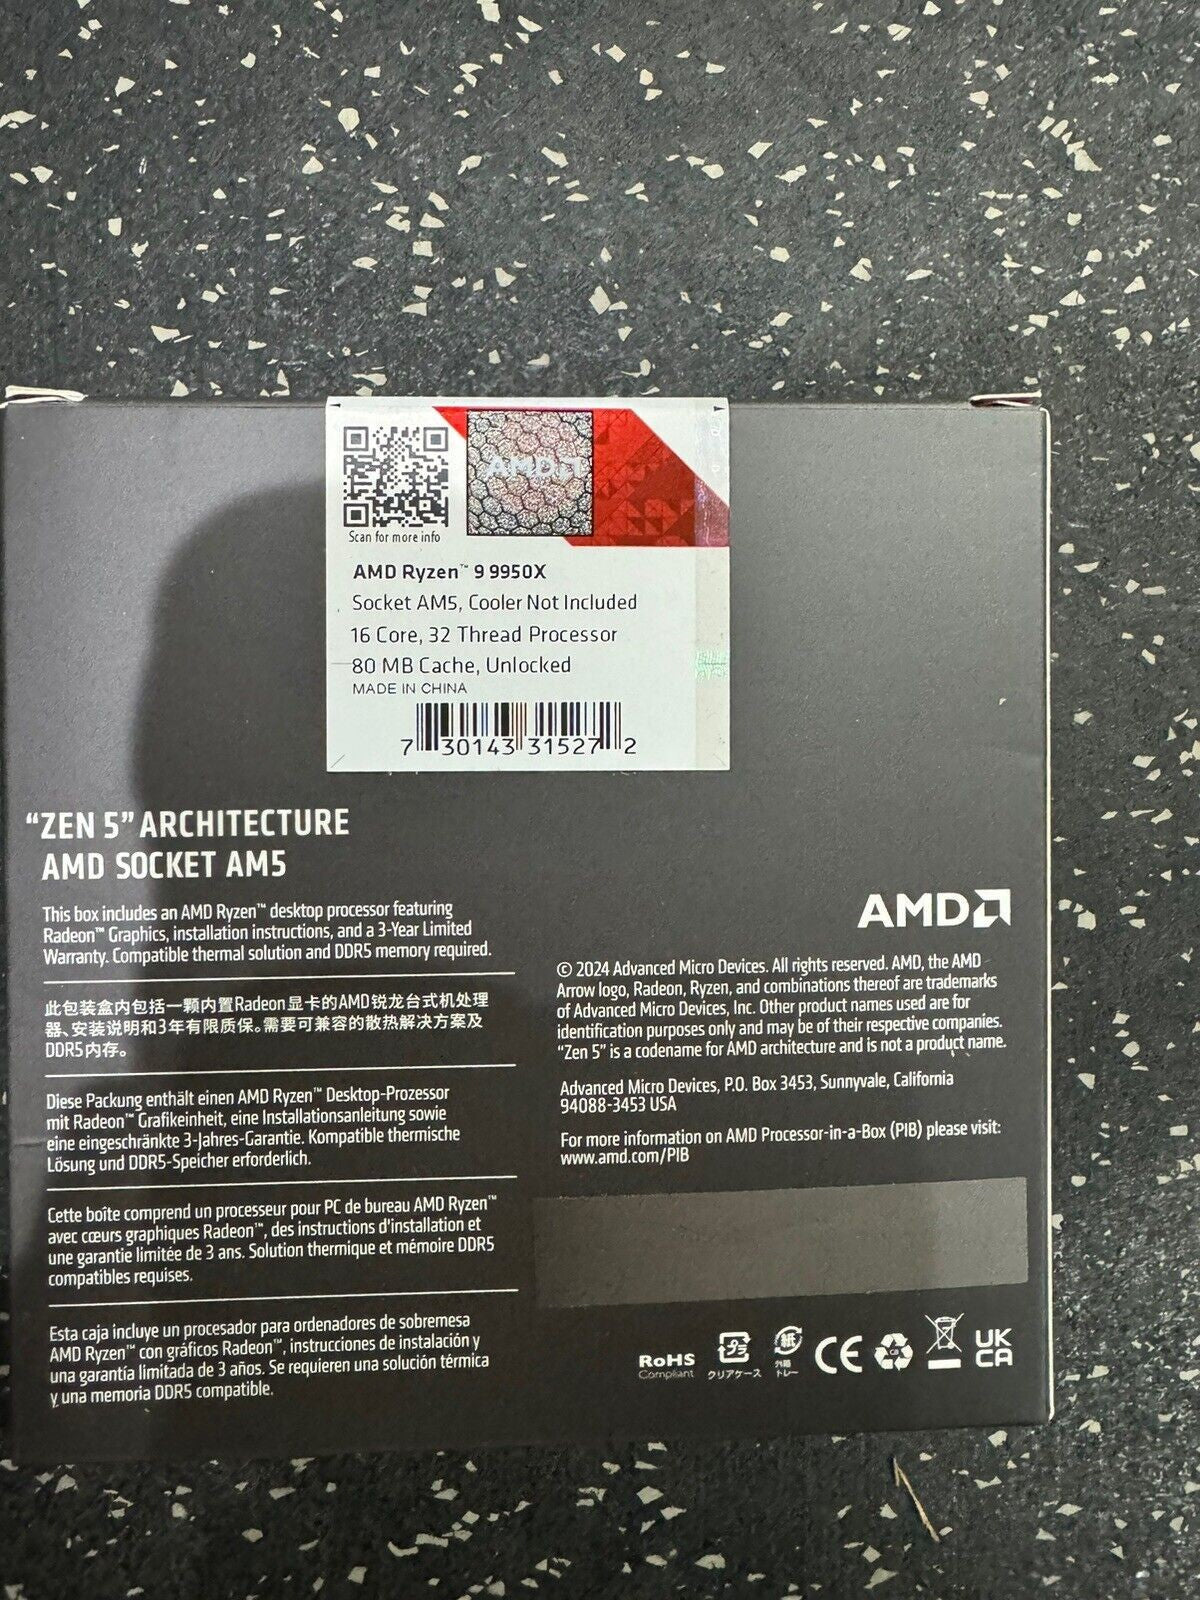 AMD
Scan for more info
AMD Ryzen™ 9 9950X
Socket AM5, Cooler Not Included
16 Core, 32 Thread Processor
80 MB Cache, Unlocked
MADE IN CHINA
7 30143 31527 2
“ZEN 5” ARCHITECTURE
AMD SOCKET AM5
This box includes an AMD Ryzen™ desktop processor featuring
Radeon™ Graphics, installation instructions, and a 3-Year Limited
Warranty. Compatible thermal solution and DDR5 memory required.
此包装盒内包括一颗内置Radeon显卡的AMD锐龙台式机处理
器、安装说明和3年有限质保。需要可兼容的散热解决方案及
DDR5内存。
Diese Packung enthält einen AMD Ryzen™ Desktop-Prozessor
mit Radeon™ Grafikeinheit, eine Installationsanleitung sowie
eine eingeschränkte 3-Jahres-Garantie. Kompatible thermische
Lösung und DDR5-Speicher erforderlich.
Cette boîte comprend un processeur pour PC de bureau AMD Ryzen™
avec cœurs graphiques Radeon™, des instructions d'installation et
une garantie limitée de 3 ans. Solution thermique et mémoire DDR5
compatibles requises.
Esta caja incluye un procesador para ordenadores de sobremesa
AMD Ryzen™ con gráficos Radeon™, instrucciones de instalación y
una garantía limitada de 3 años. Se requieren una solución térmica
y una memoria DDR5 compatible.
AMD
© 2024 Advanced Micro Devices. All rights reserved. AMD, the AMD
Arrow logo, Radeon, Ryzen, and combinations thereof are trademarks
of Advanced Micro Devices, Inc. Other product names used are for
identification purposes only and may be of their respective companies.
“Zen 5” is a codename for AMD architecture and is not a product name.
Advanced Micro Devices, P.O. Box 3453, Sunnyvale, California
94088-3453 USA
For more information on AMD Processor-in-a-Box (PIB) please visit:
www.amd.com/PIB
RoHS
Compliant
プラ
クリアケース
紙
外箱
トレー
CE
UK
CA